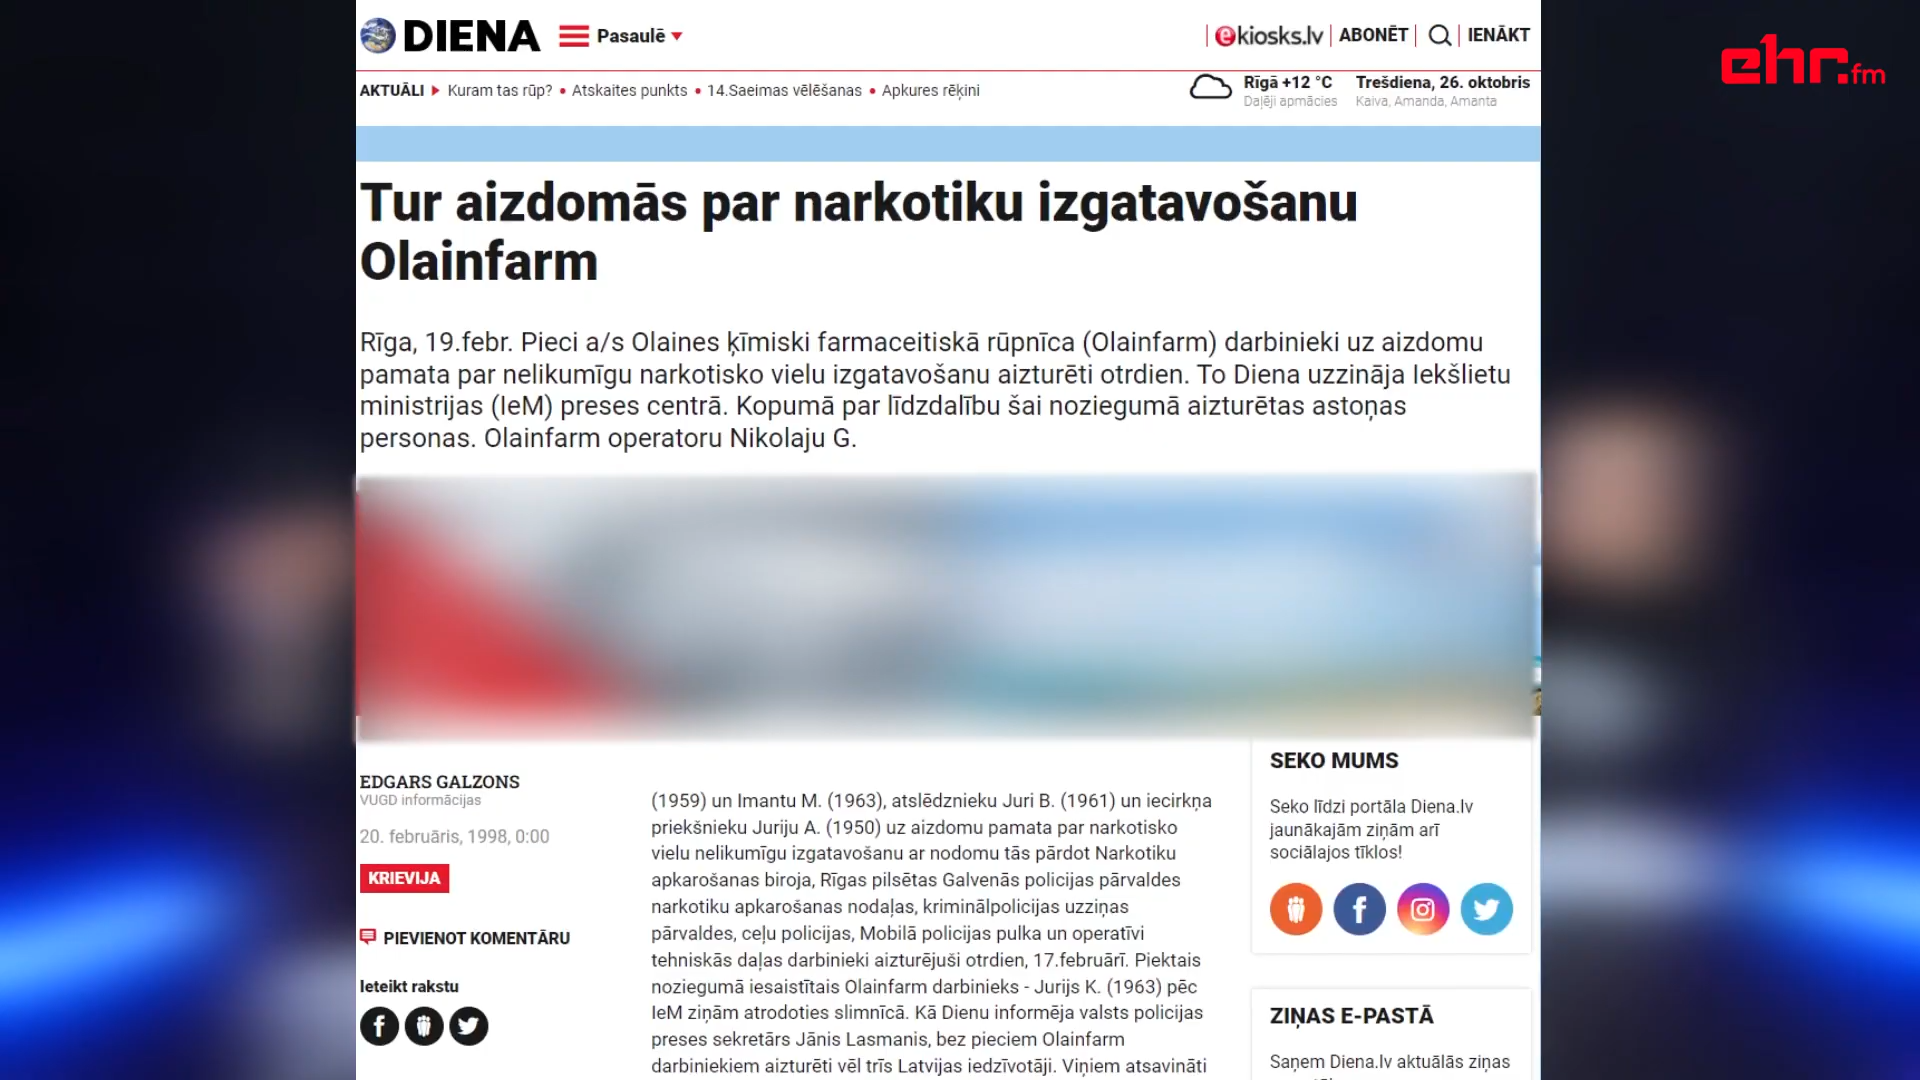 DIENA
Pasaulē
ekiosks.lv
ABONĒT
IENĀKT
ehr.fm
AKTUĀLI Kuram tas rūp? • Atskaites punkts • 14.Saeimas vēlēšanas • Apkures rēķini
Rīgā +12 °C
Daļēji apmācies
Trešdiena, 26. oktobris
Kaiva, Amanda, Amanta
Tur aizdomās par narkotiku izgatavošanu
Olainfarm
Rīga, 19.febr. Pieci a/s Olaines ķīmiski farmaceitiskā rūpnīca (Olainfarm) darbinieki uz aizdomu
pamata par nelikumīgu narkotisko vielu izgatavošanu aizturēti otrdien. To Diena uzzināja Iekšlietu
ministrijas (IeM) preses centrā. Kopumā par līdzdalību šai noziegumā aizturētas astoņas
personas. Olainfarm operatoru Nikolaju G.
EDGARS GALZONS
VUGD informācijas
20. februāris, 1998, 0:00
KRIEVIJA
PIEVIENOT KOMENTĀRU
Ieteikt rakstu
(1959) un Imantu M. (1963), atslēdznieku Juri B. (1961) un iecirkņa
priekšnieku Juriju A. (1950) uz aizdomu pamata par narkotisko
vielu nelikumīgu izgatavošanu ar nodomu tās pārdot Narkotiku
apkarošanas biroja, Rīgas pilsētas Galvenās policijas pārvaldes
narkotiku apkarošanas nodaļas, kriminālpolicijas uzziņas
pārvaldes, ceļu policijas, Mobilā policijas pulka un operatīvi
tehniskās daļas darbinieki aizturējuši otrdien, 17.februārī. Piektais
noziegumā iesaistītais Olainfarm darbinieks - Jurijs K. (1963) pēc
IeM ziņām atrodoties slimnīcā. Kā Dienu informēja valsts policijas
preses sekretārs Jānis Lasmanis, bez pieciem Olainfarm
darbiniekiem aizturēti vēl trīs Latvijas iedzīvotāji. Viņiem atsavināti
SEKO MUMS
Seko līdzi portāla Diena.lv
jaunākajām ziņām arī
sociālajos tīklos!
ZIŅAS E-PASTĀ
Saņem Diena.lv aktuālās ziņas